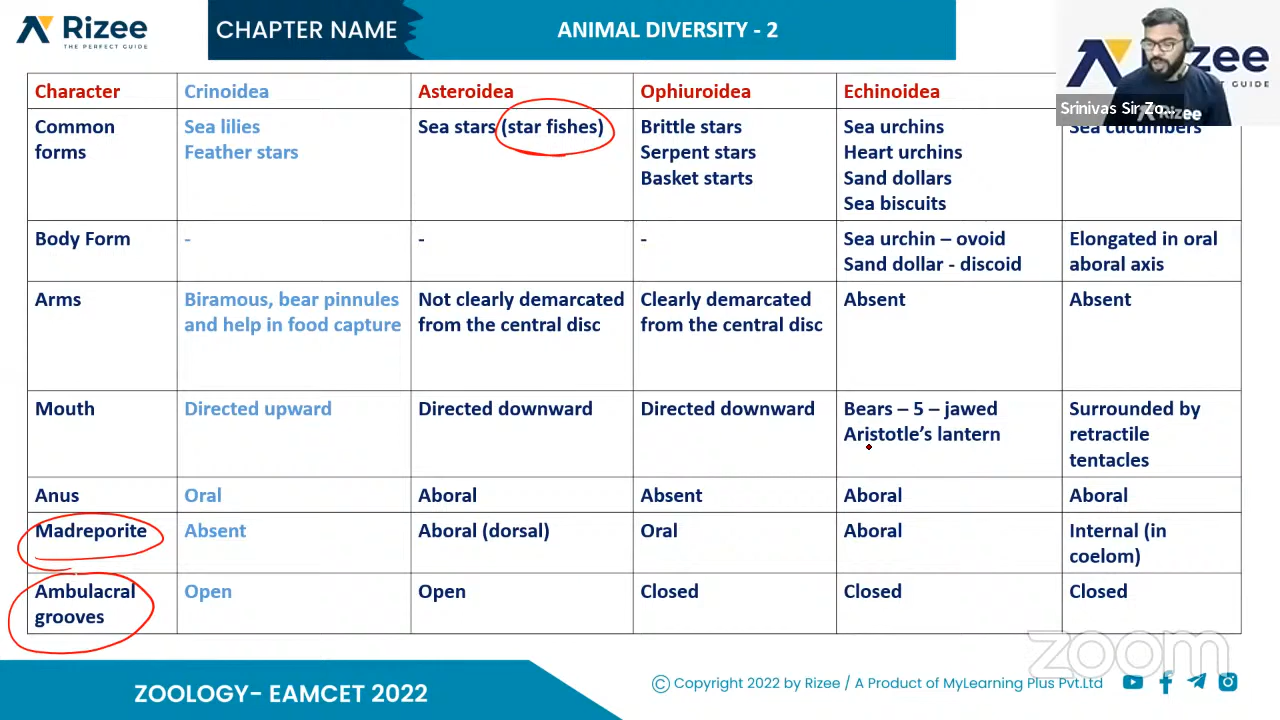 Rizee
THE PERFECT GUIDE
CHAPTER NAME
ANIMAL DIVERSITY - 2
Srinivas Sir Zo...
Rizee
Character
Crinoidea
Asteroidea
Ophiuroidea
Echinoidea
Common
forms
Sea lilies
Feather stars
Sea stars (star fishes)
Brittle stars
Serpent stars
Basket starts
Sea urchins
Heart urchins
Sand dollars
Sea biscuits
Sea cucumbers
Body Form
-
-
-
Sea urchin – ovoid
Sand dollar - discoid
Elongated in oral
aboral axis
Arms
Biramous, bear pinnules
and help in food capture
Not clearly demarcated
from the central disc
Clearly demarcated
from the central disc
Absent
Absent
Mouth
Directed upward
Directed downward
Directed downward
Bears – 5 – jawed
Aristotle’s lantern
Surrounded by
retractile
tentacles
Anus
Oral
Aboral
Absent
Aboral
Aboral
Madreporite
Absent
Aboral (dorsal)
Oral
Aboral
Internal (in
coelom)
Ambulacral
grooves
Open
Open
Closed
Closed
Closed
zoom
ZOOLOGY- EAMCET 2022
© Copyright 2022 by Rizee / A Product of MyLearning Plus Pvt.Ltd